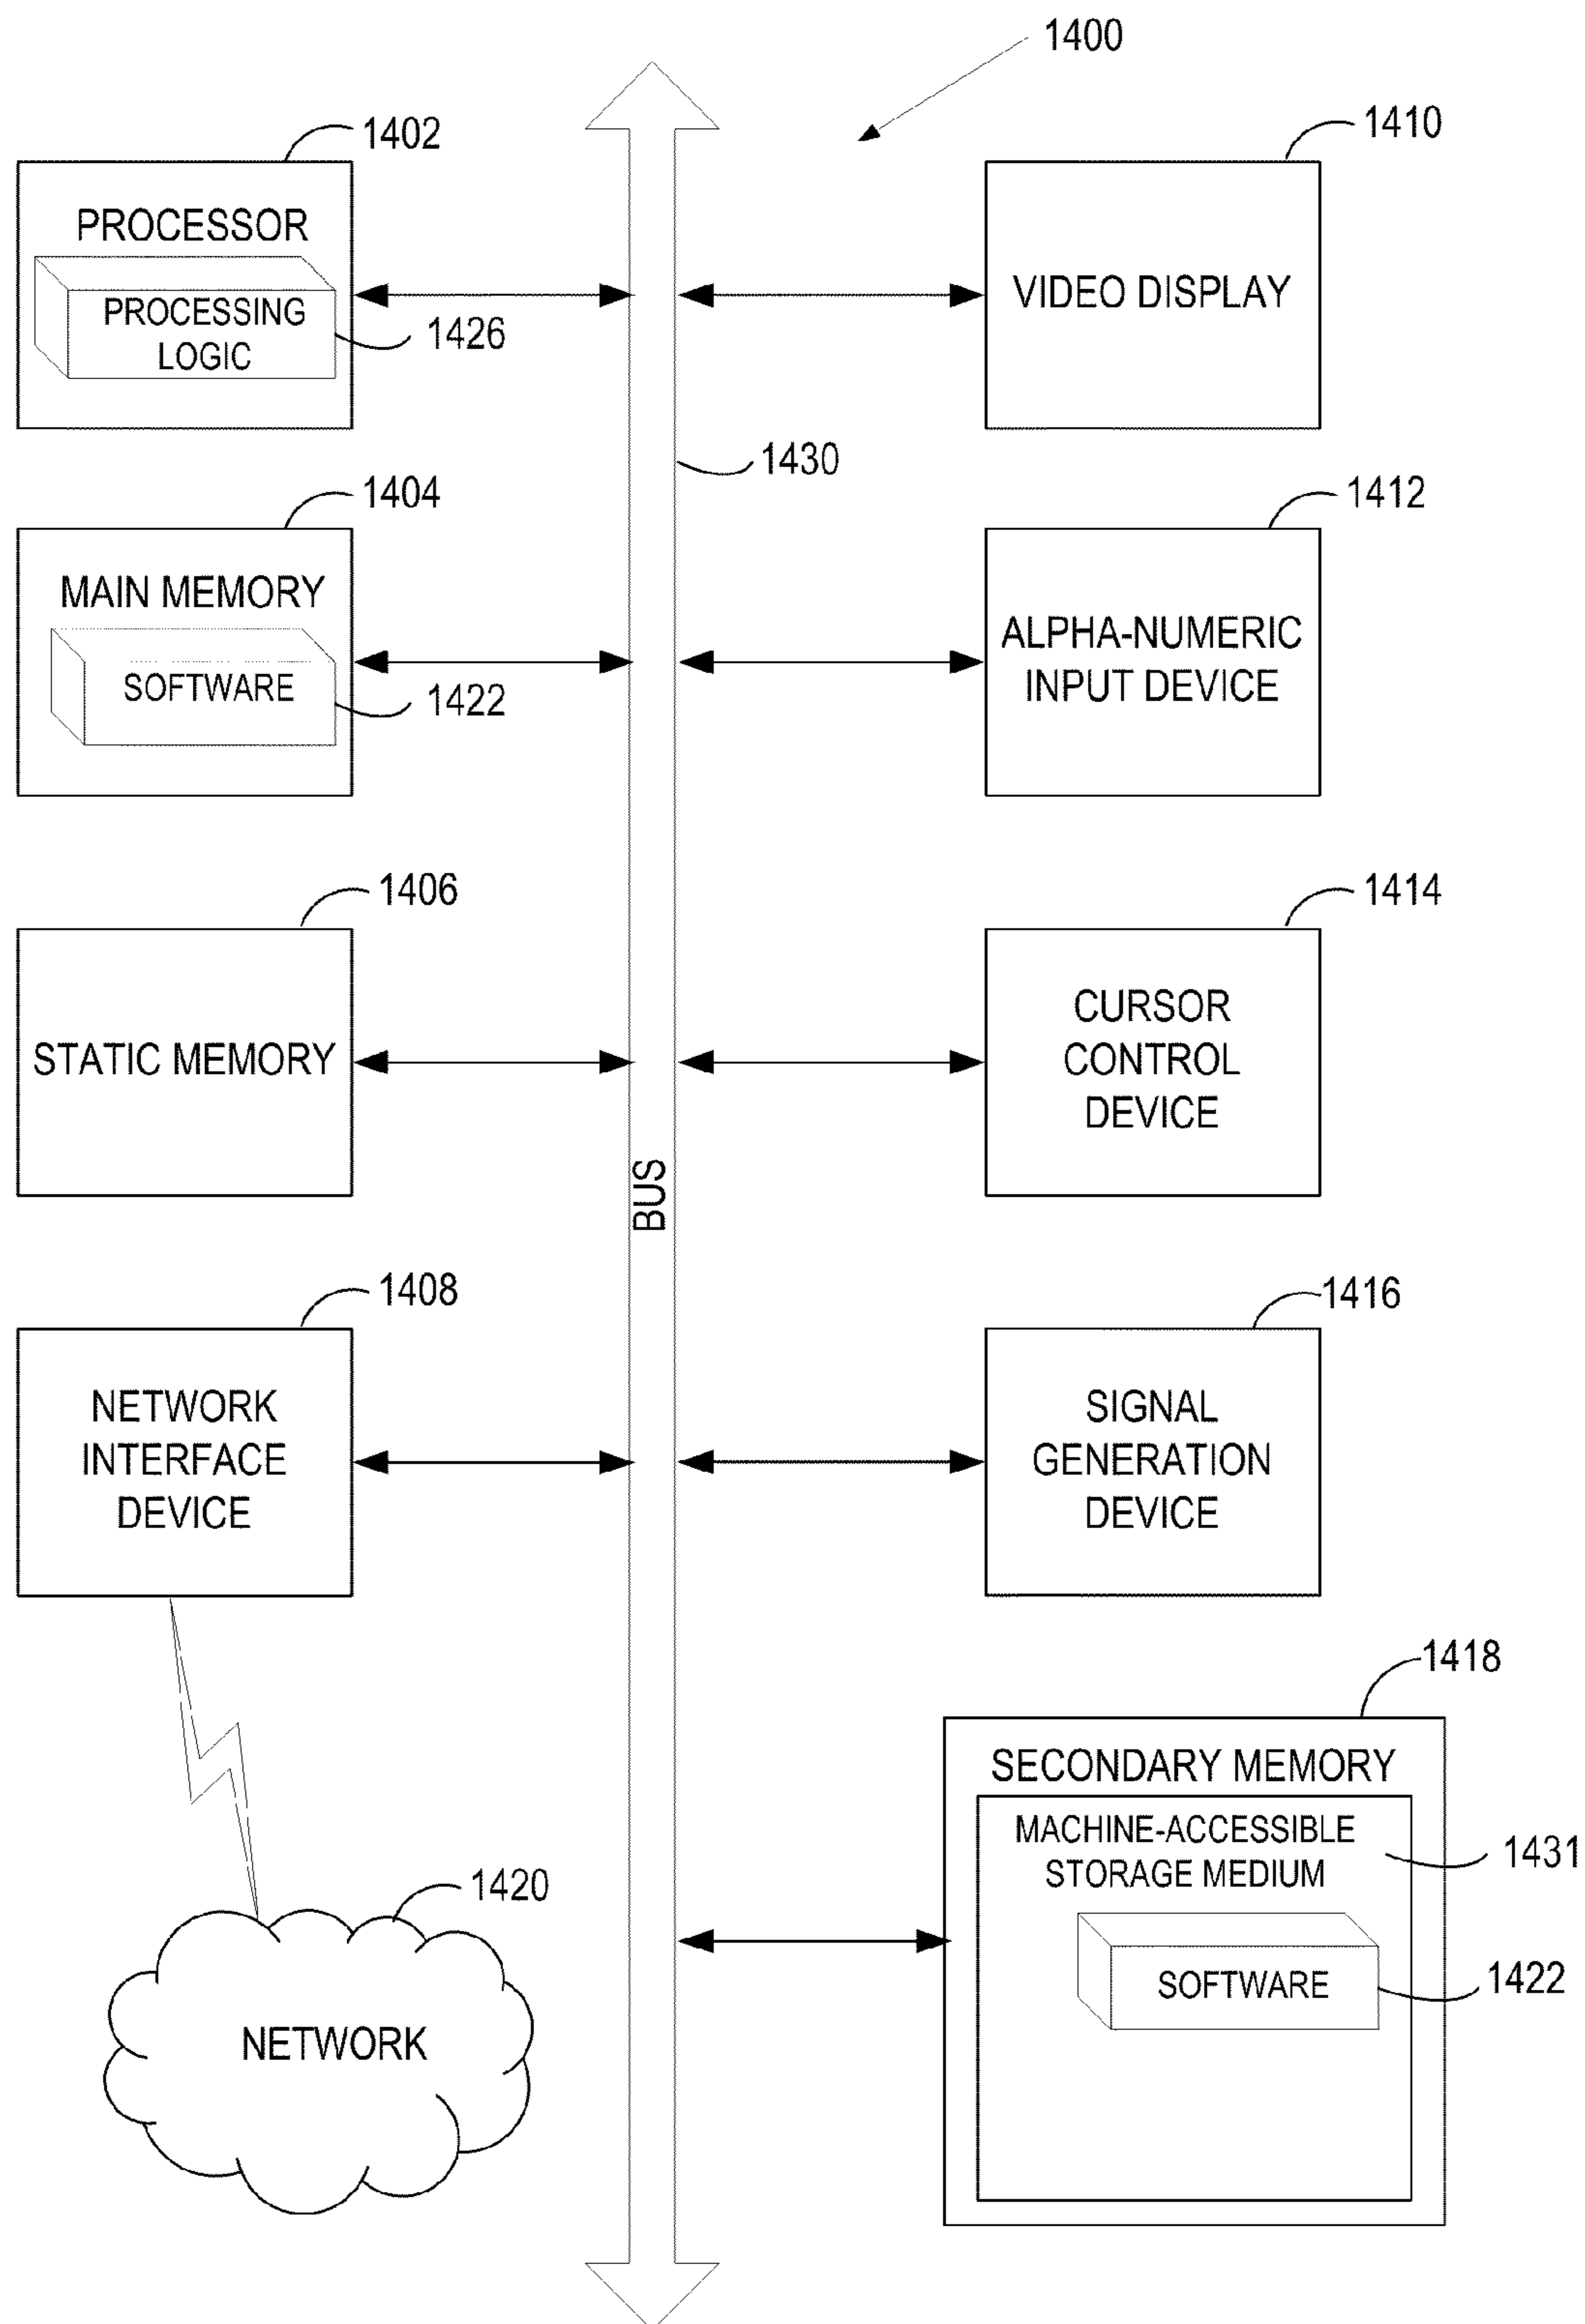 1400
1402
PROCESSOR
PROCESSING
LOGIC
1426
1410
VIDEO DISPLAY
1430
1404
MAIN MEMORY
SOFTWARE
1422
1412
ALPHA-NUMERIC
INPUT DEVICE
1406
STATIC MEMORY
1414
CURSOR
CONTROL
DEVICE
BUS
1408
NETWORK
INTERFACE
DEVICE
1416
SIGNAL
GENERATION
DEVICE
1418
SECONDARY MEMORY
MACHINE-ACCESSIBLE
STORAGE MEDIUM
1431
SOFTWARE
1422
1420
NETWORK